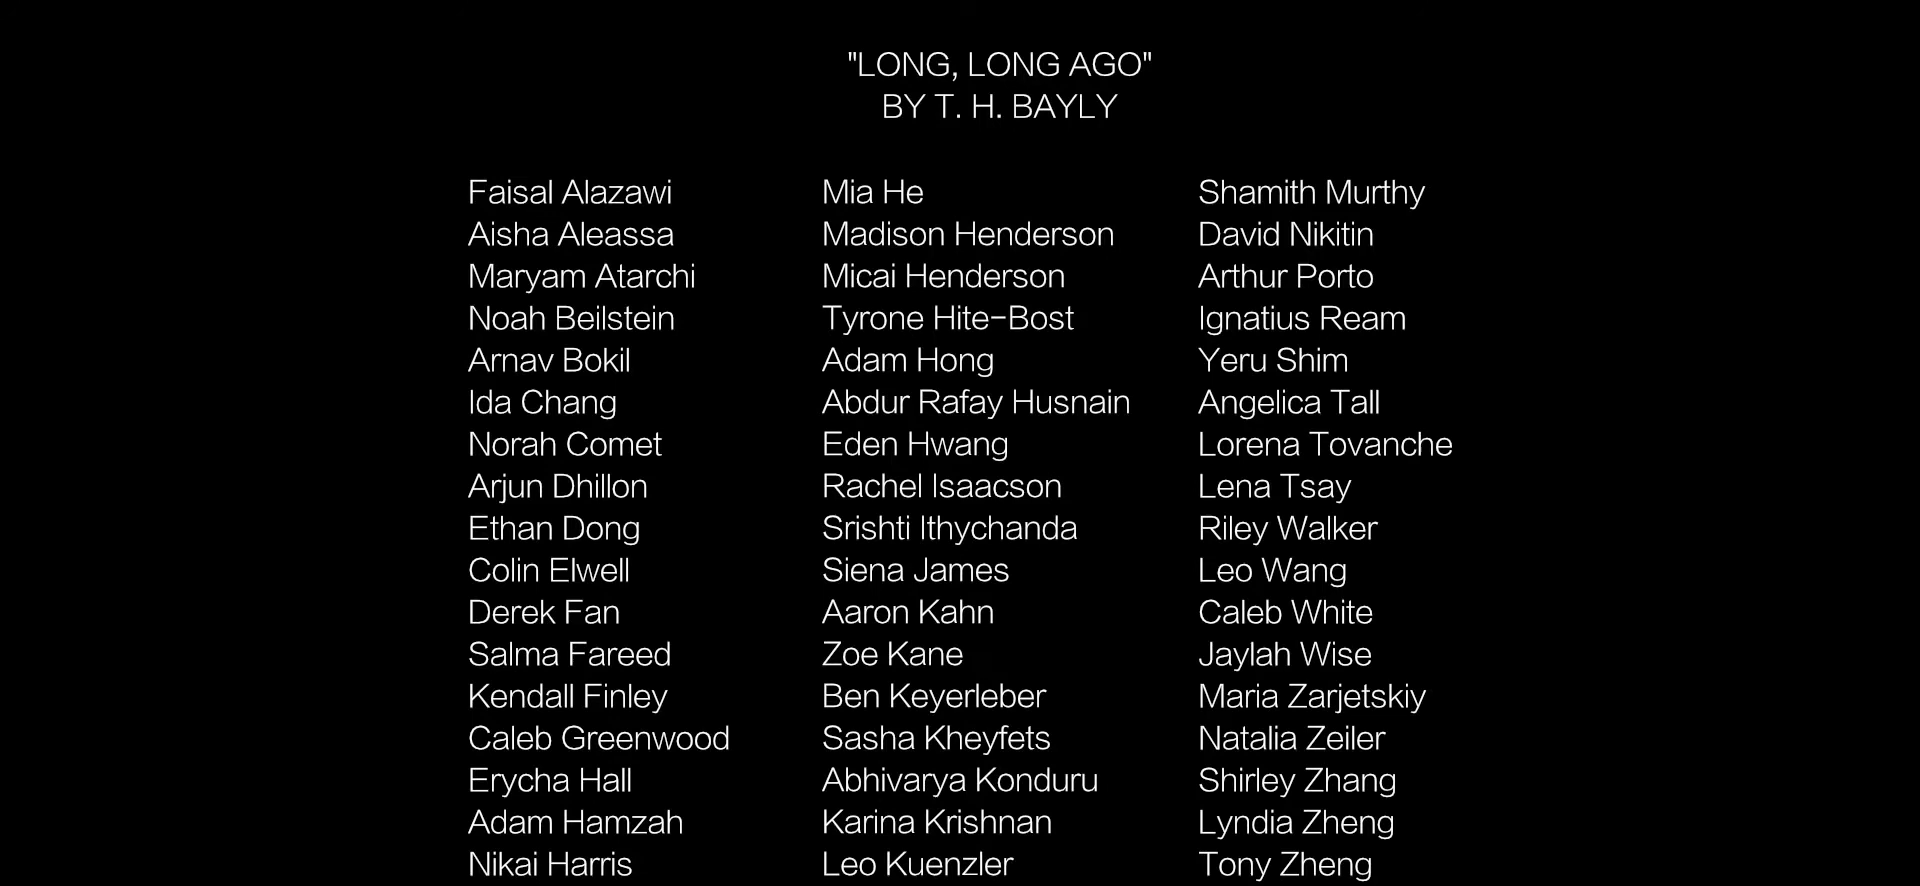 "LONG, LONG AGO"
BY T. H. BAYLY
Faisal Alazawi
Aisha Aleassa
Maryam Atarchi
Noah Beilstein
Arnav Bokil
Ida Chang
Norah Comet
Arjun Dhillon
Ethan Dong
Colin Elwell
Derek Fan
Salma Fareed
Kendall Finley
Caleb Greenwood
Erycha Hall
Adam Hamzah
Nikai Harris
Mia He
Madison Henderson
Micai Henderson
Tyrone Hite-Bost
Adam Hong
Abdur Rafay Husnain
Eden Hwang
Rachel Isaacson
Srishti Ithychanda
Siena James
Aaron Kahn
Zoe Kane
Ben Keyerleber
Sasha Kheyfets
Abhivarya Konduru
Karina Krishnan
Leo Kuenzler
Shamith Murthy
David Nikitin
Arthur Porto
Ignatius Ream
Yeru Shim
Angelica Tall
Lorena Tovanche
Lena Tsay
Riley Walker
Leo Wang
Caleb White
Jaylah Wise
Maria Zarjetskiy
Natalia Zeiler
Shirley Zhang
Lyndia Zheng
Tony Zheng